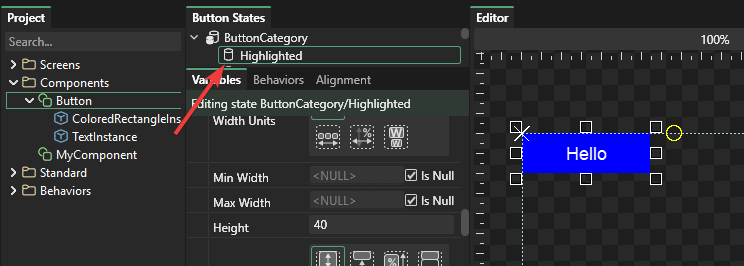 Project
Search...
Screens
Components
Button
ColoredRectangleIns
TextInstance
MyComponent
Standard
Behaviors
Button States
ButtonCategory
Highlighted
Variables Behaviors Alignment
Editing state ButtonCategory/Highlighted
Width Units
Min Width <NULL> Is Null
Max Width <NULL> Is Null
Height 40
Editor
100%
Hello